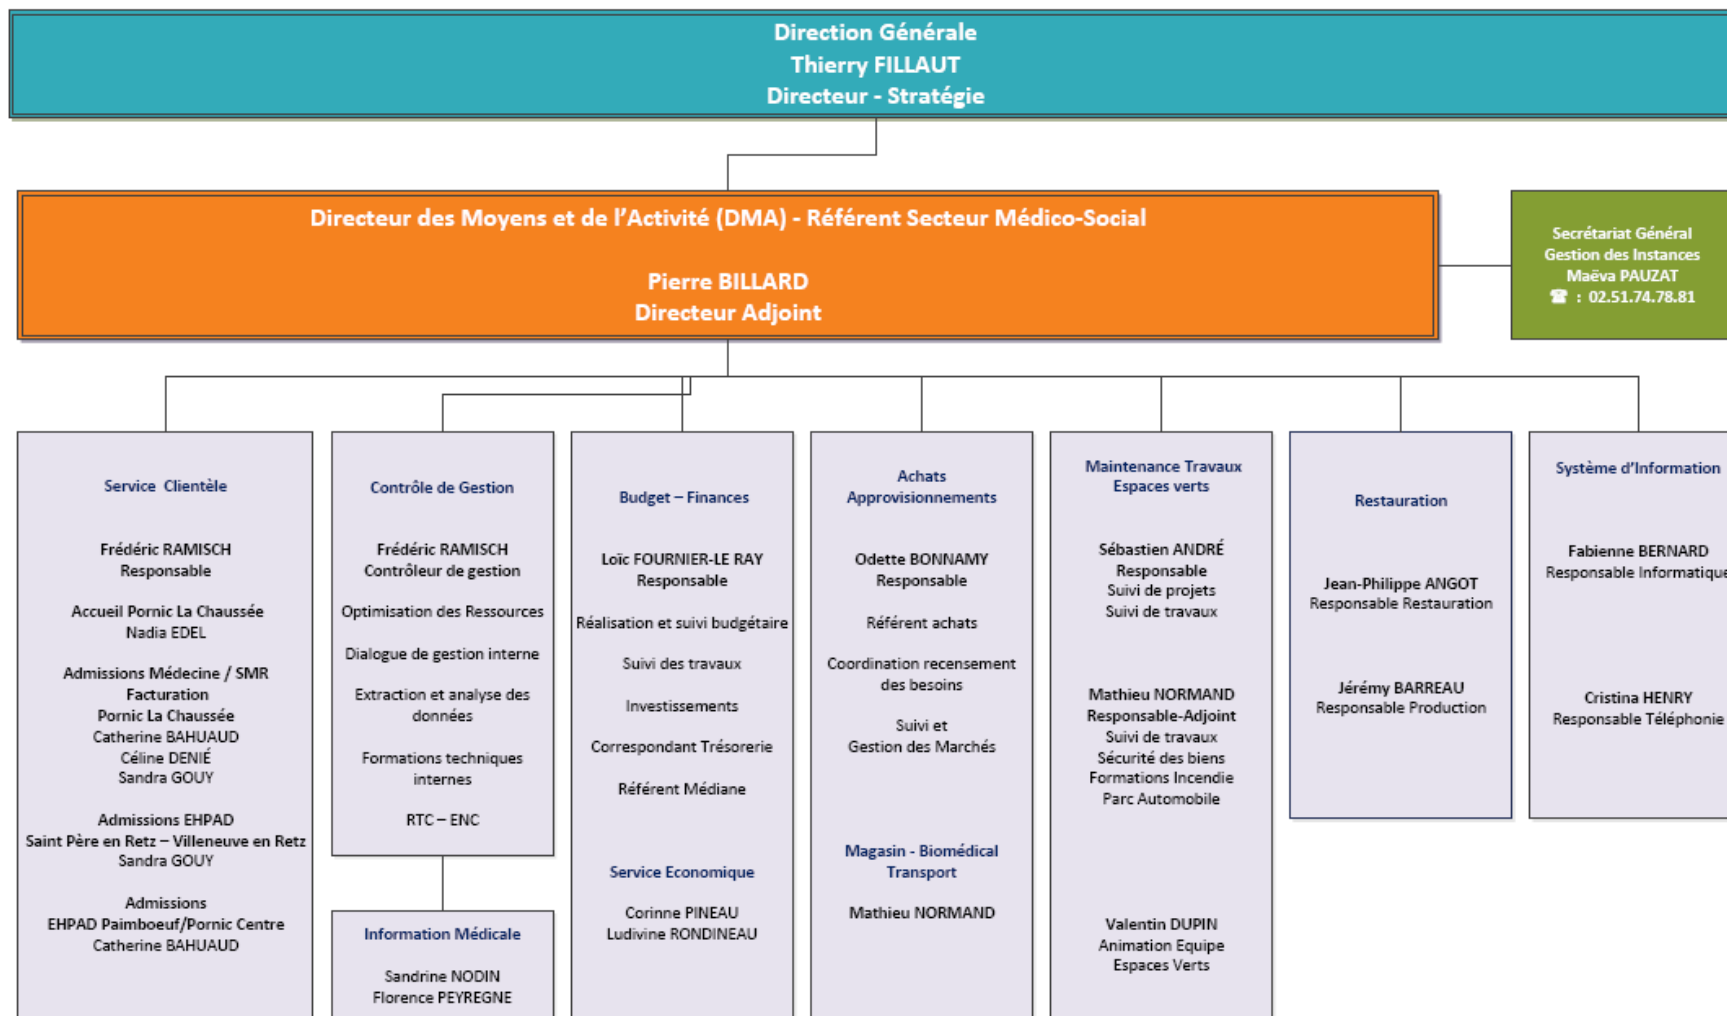 Direction Générale
Thierry FILLAUT
Directeur - Stratégie
Directeur des Moyens et de l'Activité (DMA) - Référent Secteur Médico-Social
Pierre BILLARD
Directeur Adjoint
Secrétariat Général
Gestion des Instances
Maëva PAUZAT
☎ : 02.51.74.78.81
Service Clientèle
Frédéric RAMISCH
Responsable
Accueil Pornic La Chaussée
Nadia EDEL
Admissions Médecine / SMR
Facturation
Pornic La Chaussée
Catherine BAHUAUD
Céline DENIÉ
Sandra GOUY
Admissions EHPAD
Saint Père en Retz – Villeneuve en Retz
Sandra GOUY
Admissions
EHPAD Paimboeuf/Pornic Centre
Catherine BAHUAUD
Contrôle de Gestion
Frédéric RAMISCH
Contrôleur de gestion
Optimisation des Ressources
Dialogue de gestion interne
Extraction et analyse des
données
Formations techniques
internes
RTC – ENC
Information Médicale
Sandrine NODIN
Florence PEYREGNE
Budget – Finances
Loïc FOURNIER-LE RAY
Responsable
Réalisation et suivi budgétaire
Suivi des travaux
Investissements
Correspondant Trésorerie
Référent Médiane
Service Economique
Corinne PINEAU
Ludivine RONDINEAU
Achats
Approvisionnements
Odette BONNAMY
Responsable
Référent achats
Coordination recensement
des besoins
Suivi et
Gestion des Marchés
Magasin - Biomédical
Transport
Mathieu NORMAND
Maintenance Travaux
Espaces verts
Sébastien ANDRÉ
Responsable
Suivi de projets
Suivi de travaux
Mathieu NORMAND
Responsable-Adjoint
Suivi de travaux
Sécurité des biens
Formations Incendie
Parc Automobile
Valentin DUPIN
Animation Equipe
Espaces Verts
Restauration
Jean-Philippe ANGOT
Responsable Restauration
Jérémy BARREAU
Responsable Production
Système d'Information
Fabienne BERNARD
Responsable Informatique
Cristina HENRY
Responsable Téléphonie